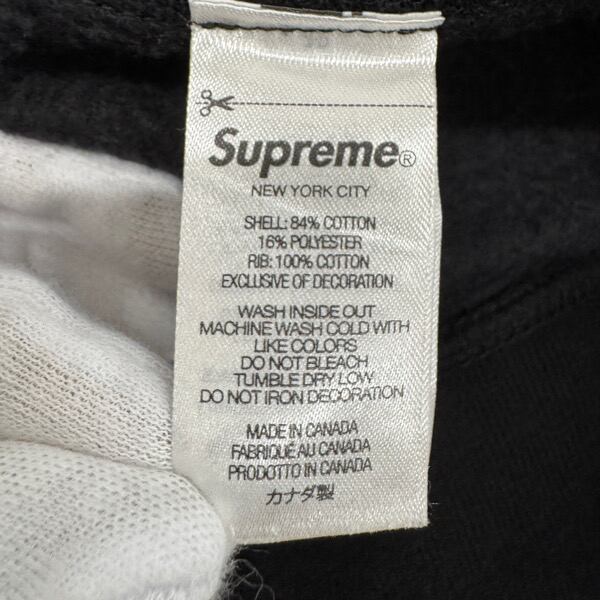 Supreme®
NEW YORK CITY
SHELL: 84% COTTON
16% POLYESTER
RIB: 100% COTTON
EXCLUSIVE OF DECORATION
WASH INSIDE OUT
MACHINE WASH COLD WITH
LIKE COLORS
DO NOT BLEACH
TUMBLE DRY LOW
DO NOT IRON DECORATION
MADE IN CANADA
FABRIQUÉ AU CANADA
PRODOTTO IN CANADA
カナダ製